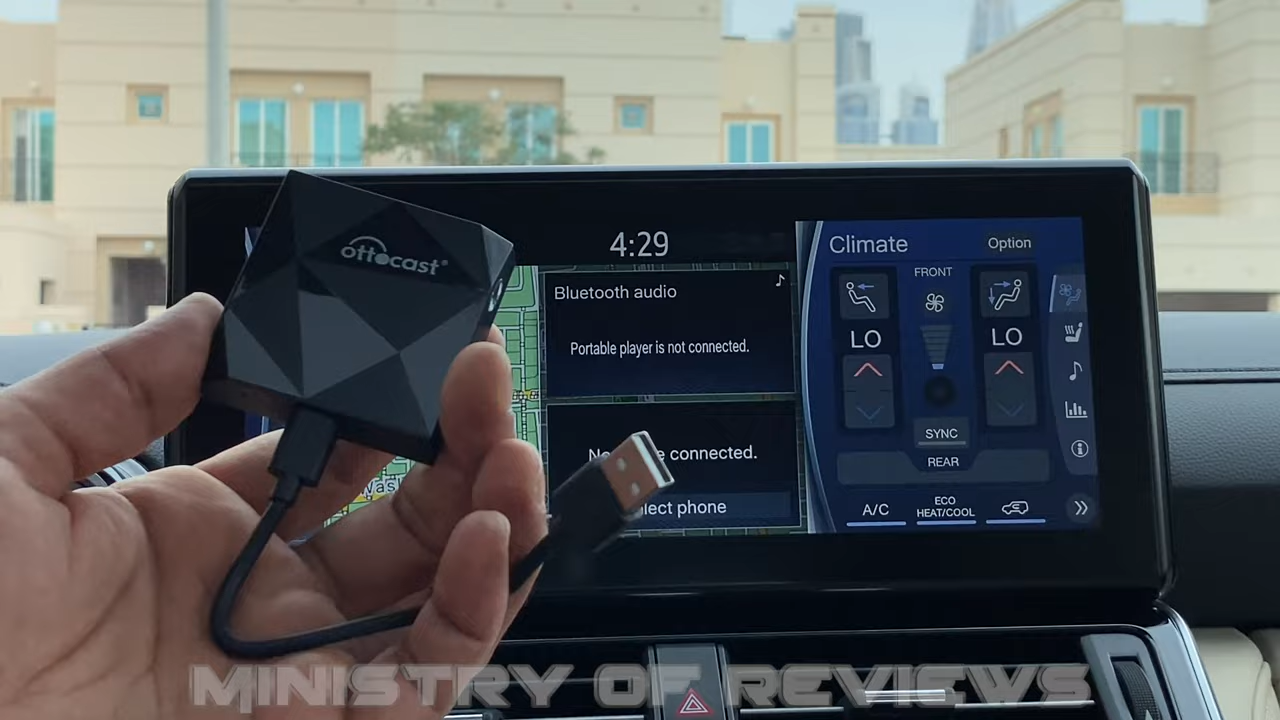 ottocast
4:29
Bluetooth audio
Portable player is not connected.
connected.
phone
Climate
Option
FRONT
LO
LO
SYNC
REAR
A/C
ECO
HEAT/COOL
MINISTRY OF REVIEWS